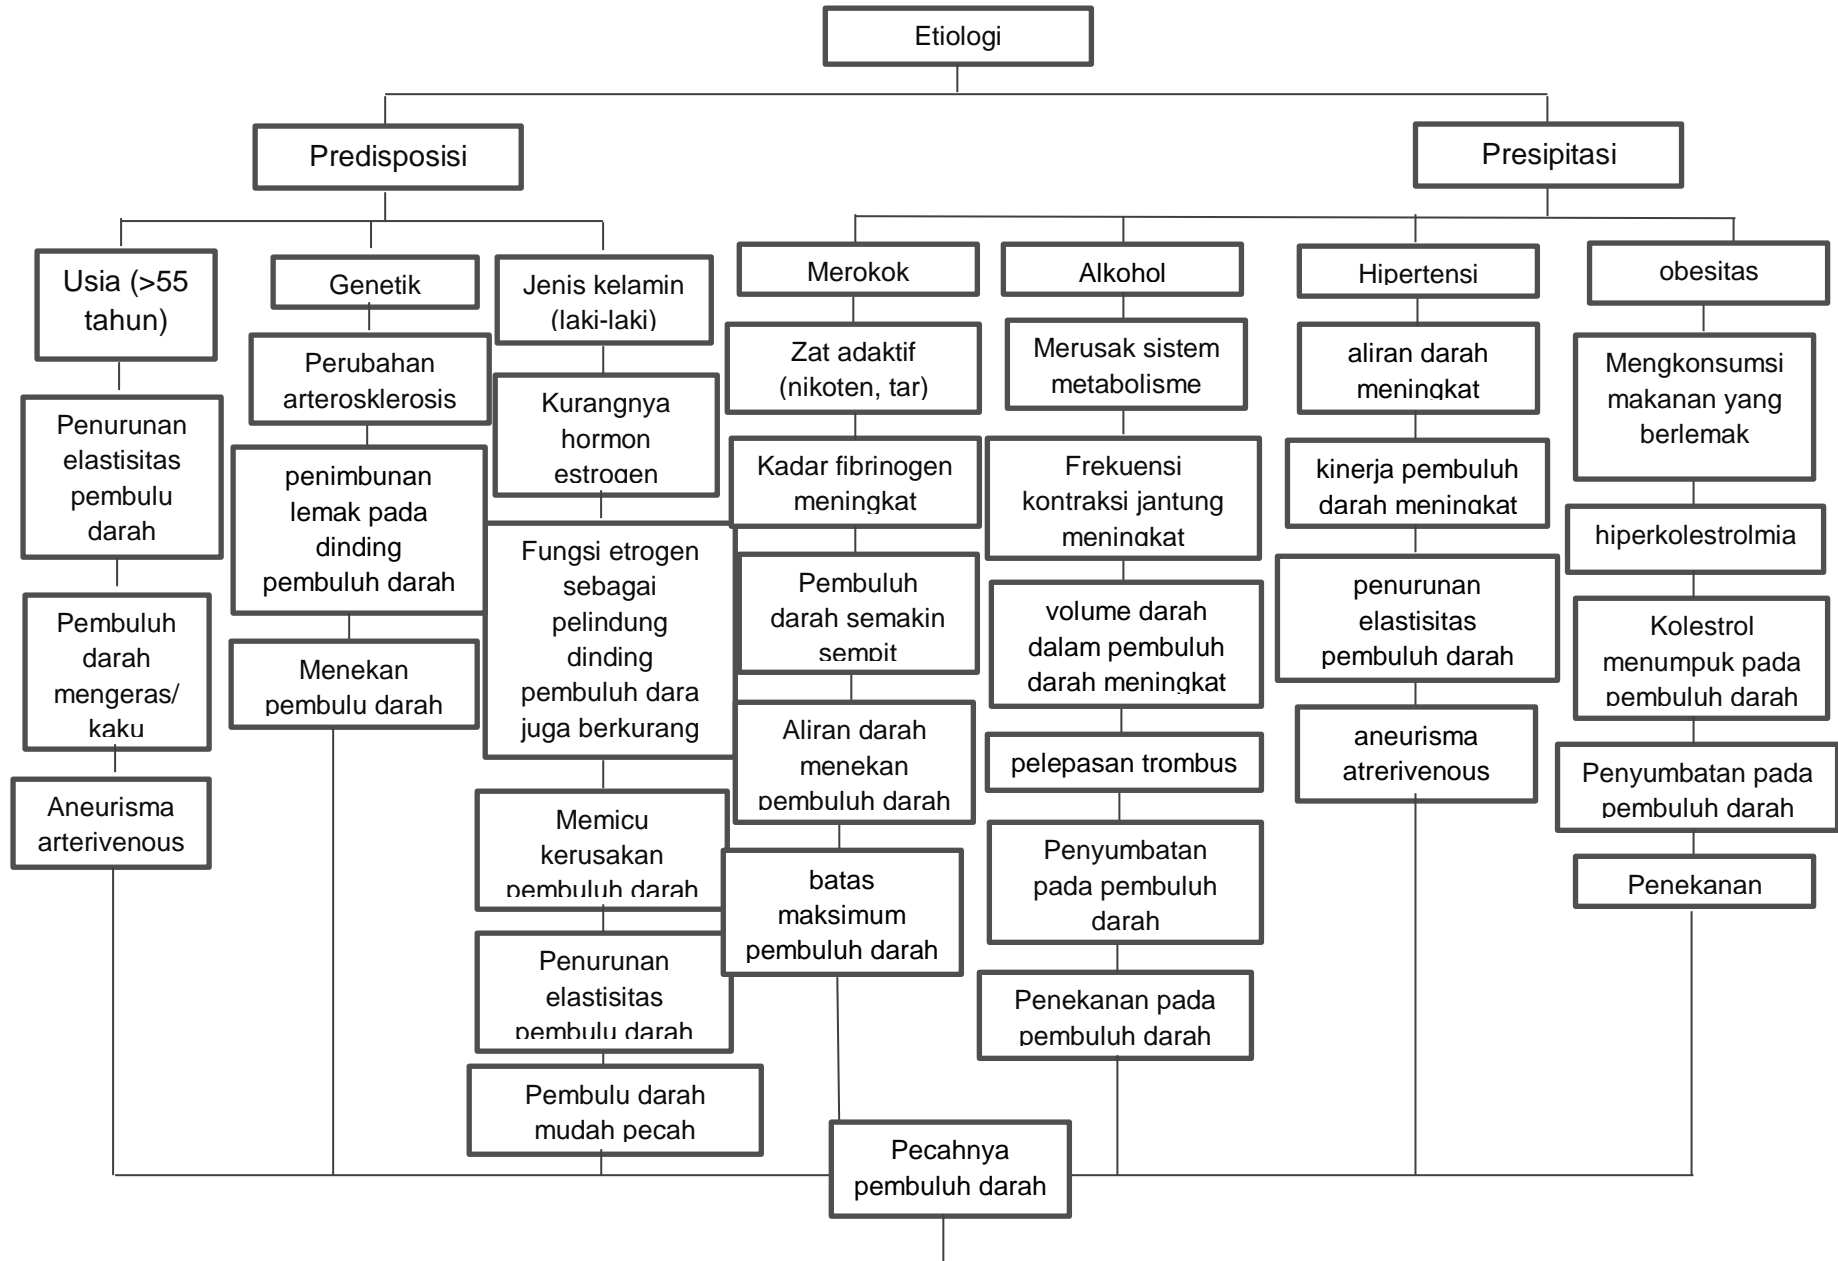 Etiologi
Predisposisi
Presipitasi
Usia (>55
tahun)
Penurunan
elastisitas
pembulu
darah
Pembuluh
darah
mengeras/
kaku
Aneurisma
arterivenous
Genetik
Perubahan
arterosklerosis
penimbunan
lemak pada
dinding
pembuluh darah
Menekan
pembulu darah
Jenis kelamin
(laki-laki)
Kurangnya
hormon
estrogen
Fungsi etrogen
sebagai
pelindung
dinding
pembuluh dara
juga berkurang
Memicu
kerusakan
pembuluh darah
Penurunan
elastisitas
pembulu darah
Pembulu darah
mudah pecah
Merokok
Zat adaktif
(nikoten, tar)
Kadar fibrinogen
meningkat
Pembuluh
darah semakin
sempit
Aliran darah
menekan
pembuluh darah
batas
maksimum
pembuluh darah
Alkohol
Merusak sistem
metabolisme
Frekuensi
kontraksi jantung
meningkat
volume darah
dalam pembuluh
darah meningkat
pelepasan trombus
Penyumbatan
pada pembuluh
darah
Penekanan pada
pembuluh darah
Hipertensi
aliran darah
meningkat
kinerja pembuluh
darah meningkat
penurunan
elastisitas
pembuluh darah
aneurisma
atrerivenous
obesitas
Mengkonsumsi
makanan yang
berlemak
hiperkolestrolmia
Kolestrol
menumpuk pada
pembuluh darah
Penyumbatan pada
pembuluh darah
Penekanan
Pecahnya
pembuluh darah